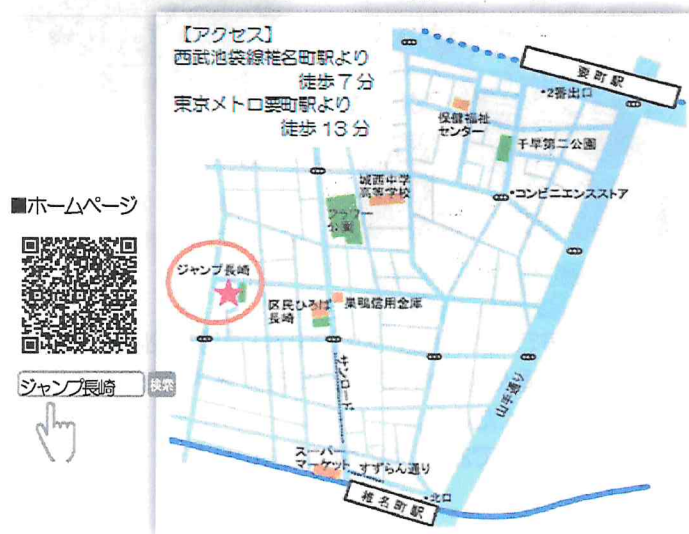 【アクセス】
西武池袋線椎名町駅より
徒歩7分
東京メトロ要町駅より
徒歩13分
要町駅
・2番出口
保健福祉
センター
千早第二公園
城西中学
高等学校
・コンビニエンスストア
フラワー
公園
■ホームページ
ジャンプ長崎
区民ひろば
長崎
巣鴨信用金庫
サンロード
山手通り
ジャンプ長崎
検索
スーパー
マーケット
すずらん通り
・北口
椎名町駅